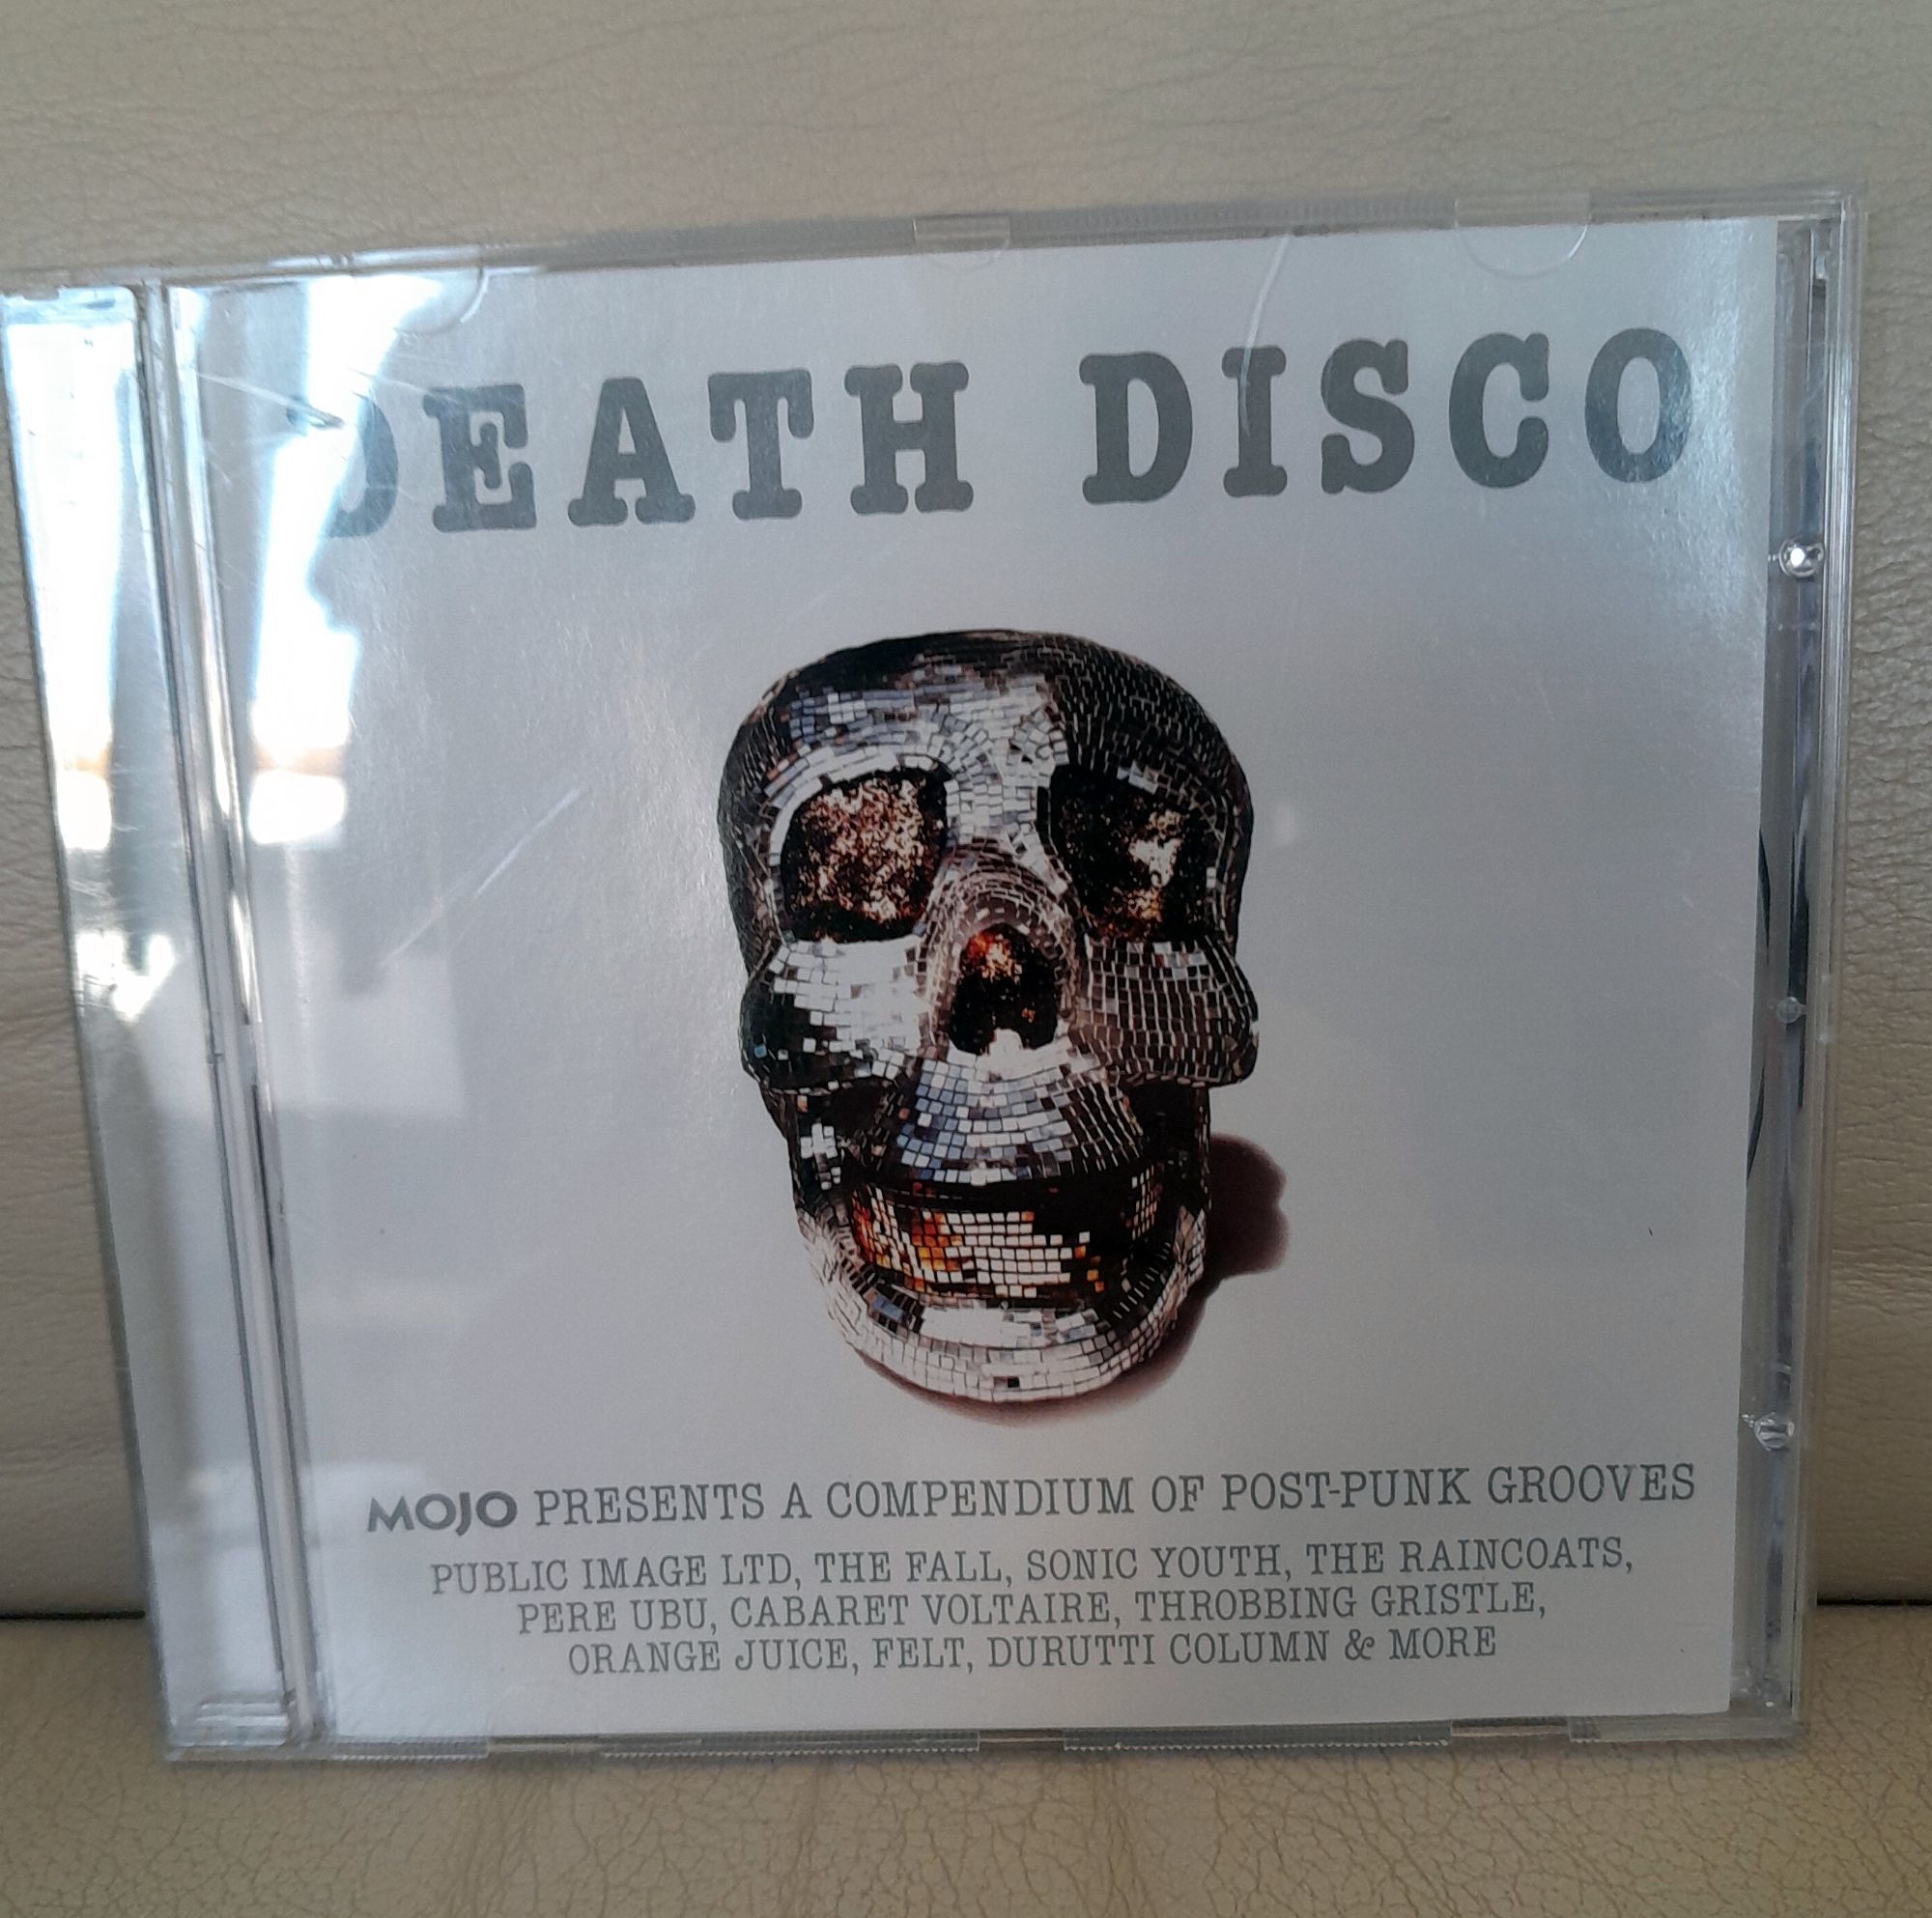 DEATH DISCO
MOJO PRESENTS A COMPENDIUM OF POST-PUNK GROOVES
PUBLIC IMAGE LTD, THE FALL, SONIC YOUTH, THE RAINCOATS,
PERE UBU, CABARET VOLTAIRE, THROBBING GRISTLE,
ORANGE JUICE, FELT, DURUTTI COLUMN & MORE